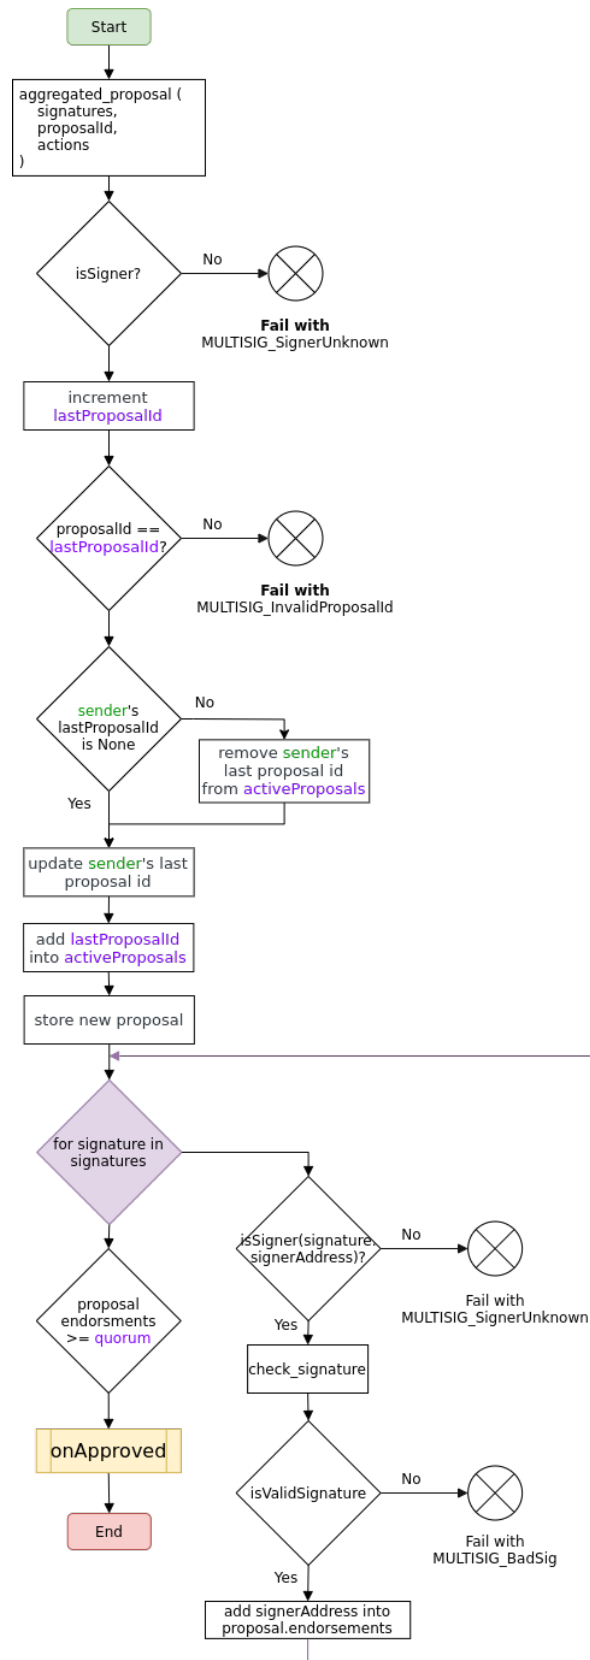 Start
aggregated_proposal (
signatures,
proposalId,
actions
)
isSigner?
No
Fail with
MULTISIG_SignerUnknown
increment
lastProposalId
proposalId ==
lastProposalId?
No
Fail with
MULTISIG_InvalidProposalId
sender's
lastProposalId
is None
No
remove sender's
last proposal id
from activeProposals
Yes
update sender's last
proposal id
add lastProposalId
into activeProposals
store new proposal
for signature in
signatures
isSigner(signature.
signerAddress)?
No
Fail with
MULTISIG_SignerUnknown
Yes
proposal
endorsments
>= quorum
check_signature
onApproved
isValidSignature
No
Fail with
MULTISIG_BadSig
End
Yes
add signerAddress into
proposal.endorsements